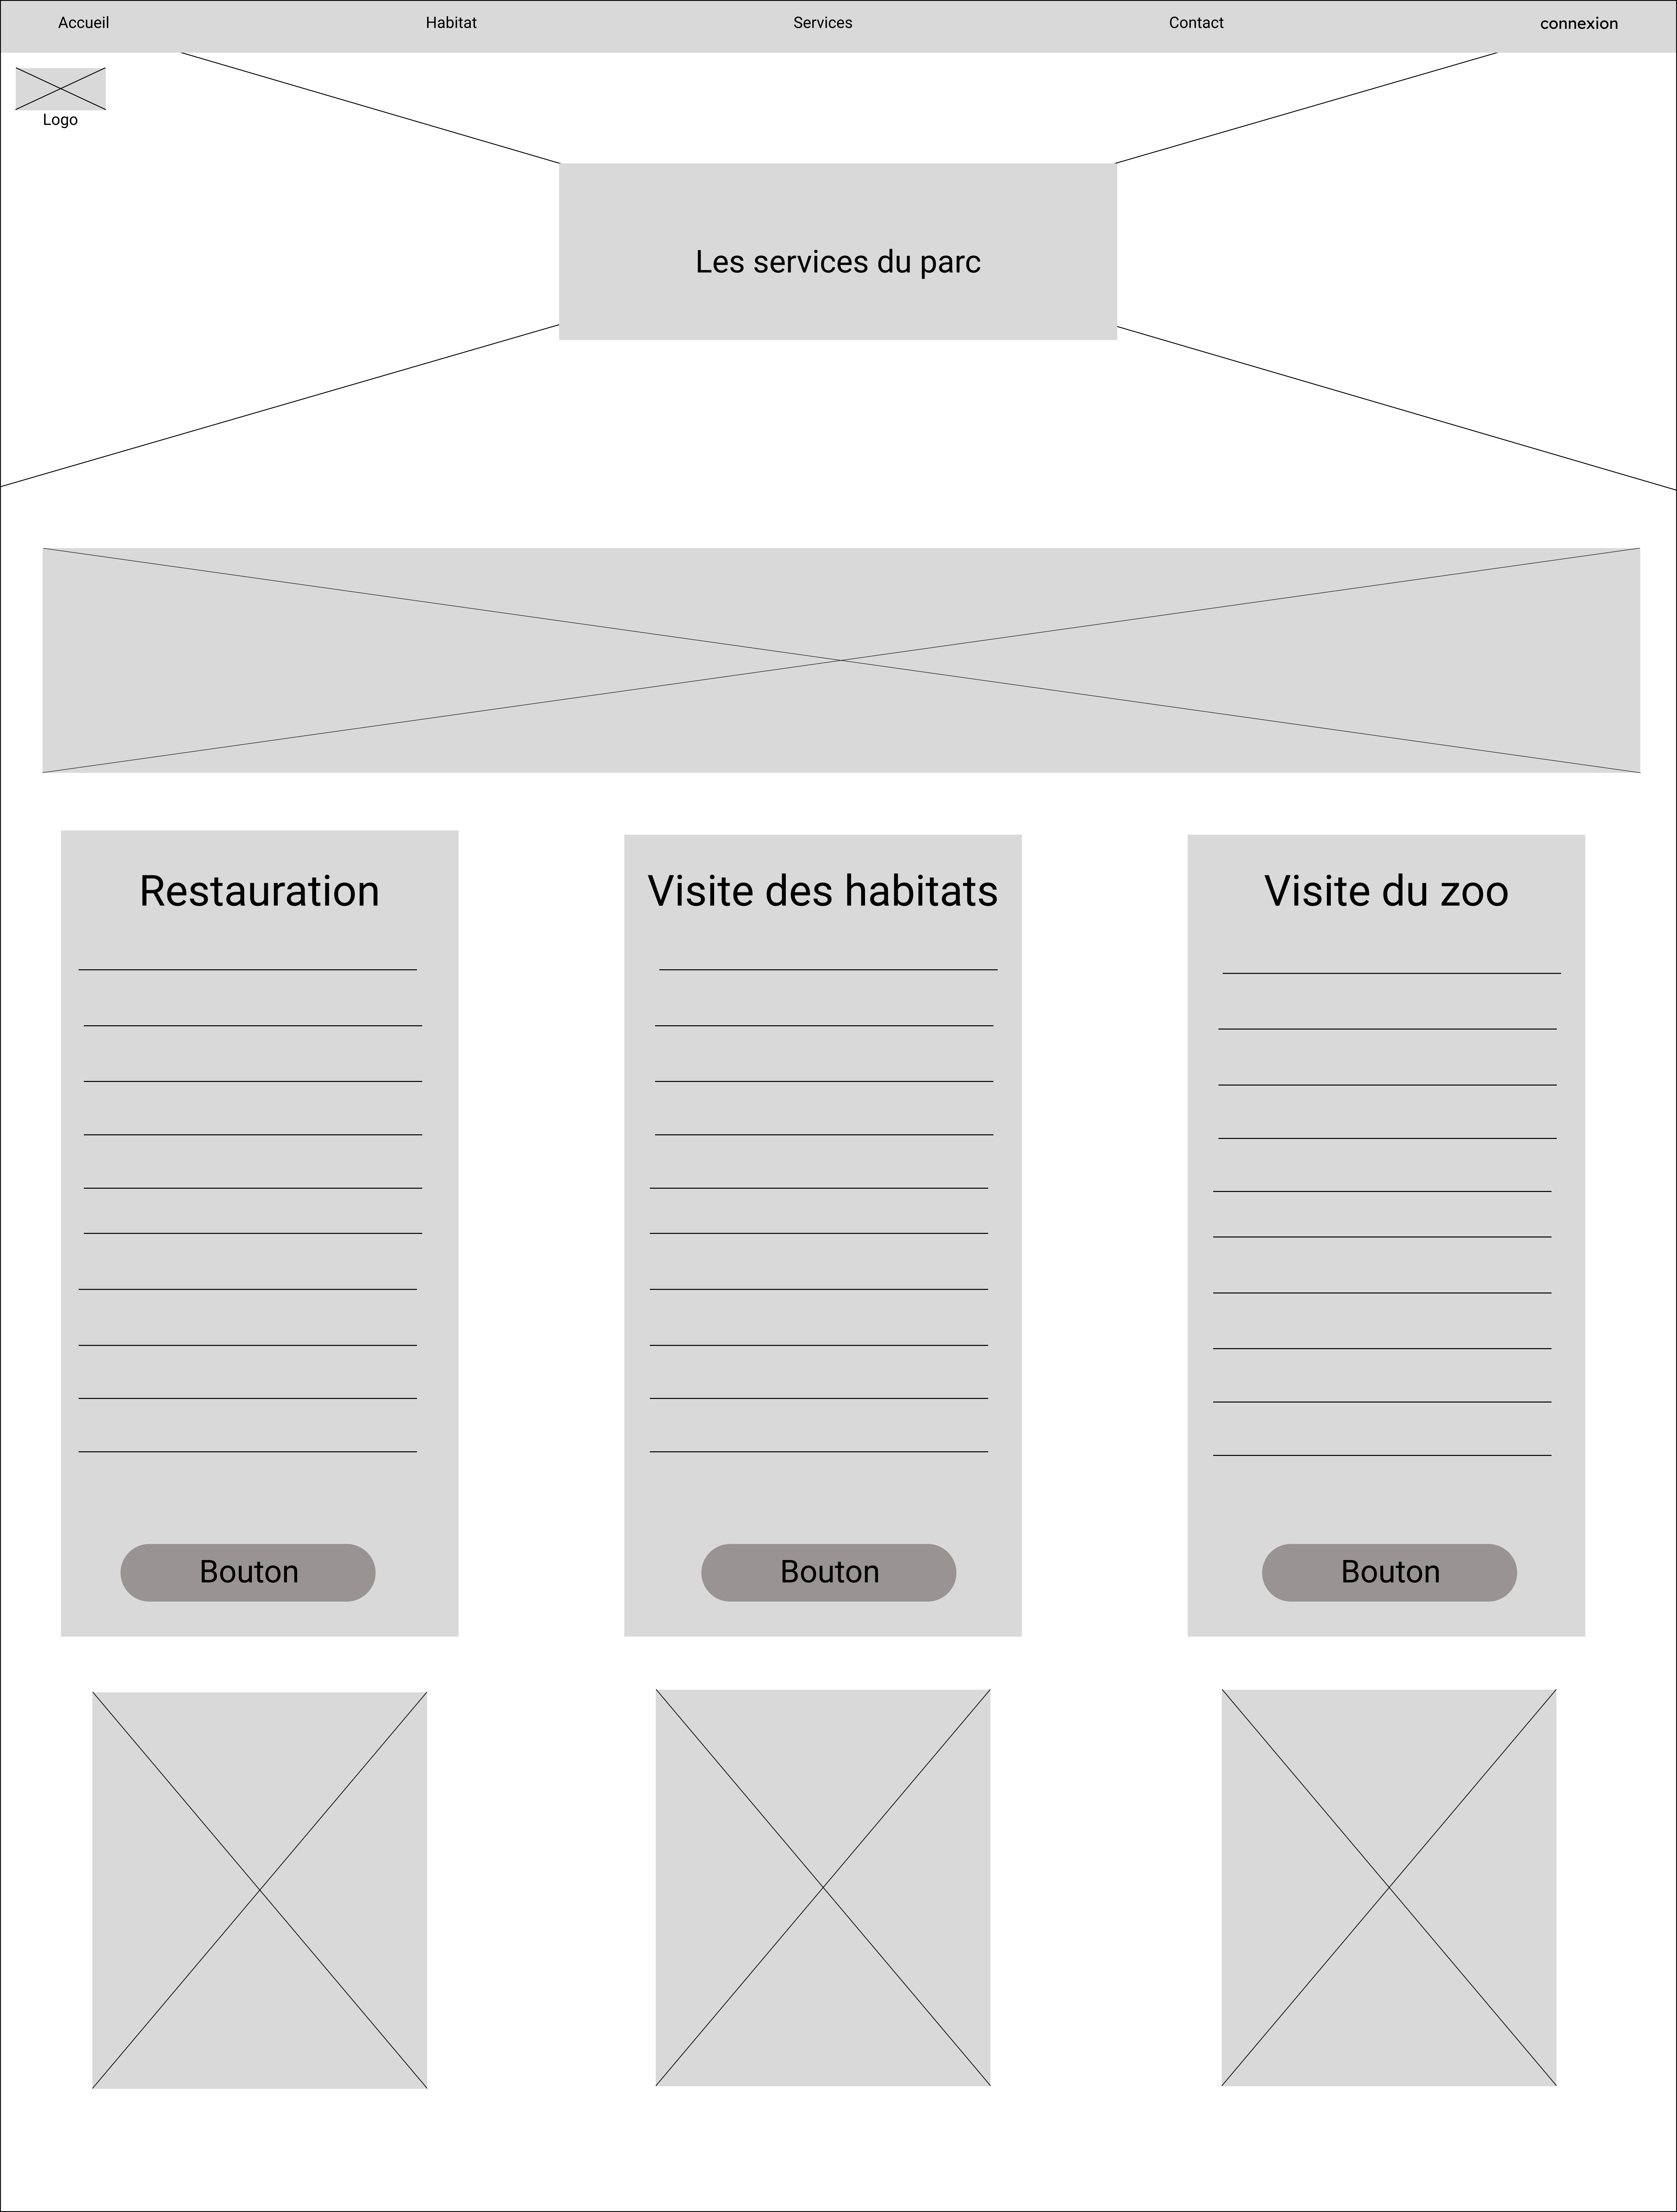 Accueil
Habitat
Services
Contact
connexion
Logo
Les services du parc
Restauration
Visite des habitats
Visite du zoo
Bouton
Bouton
Bouton